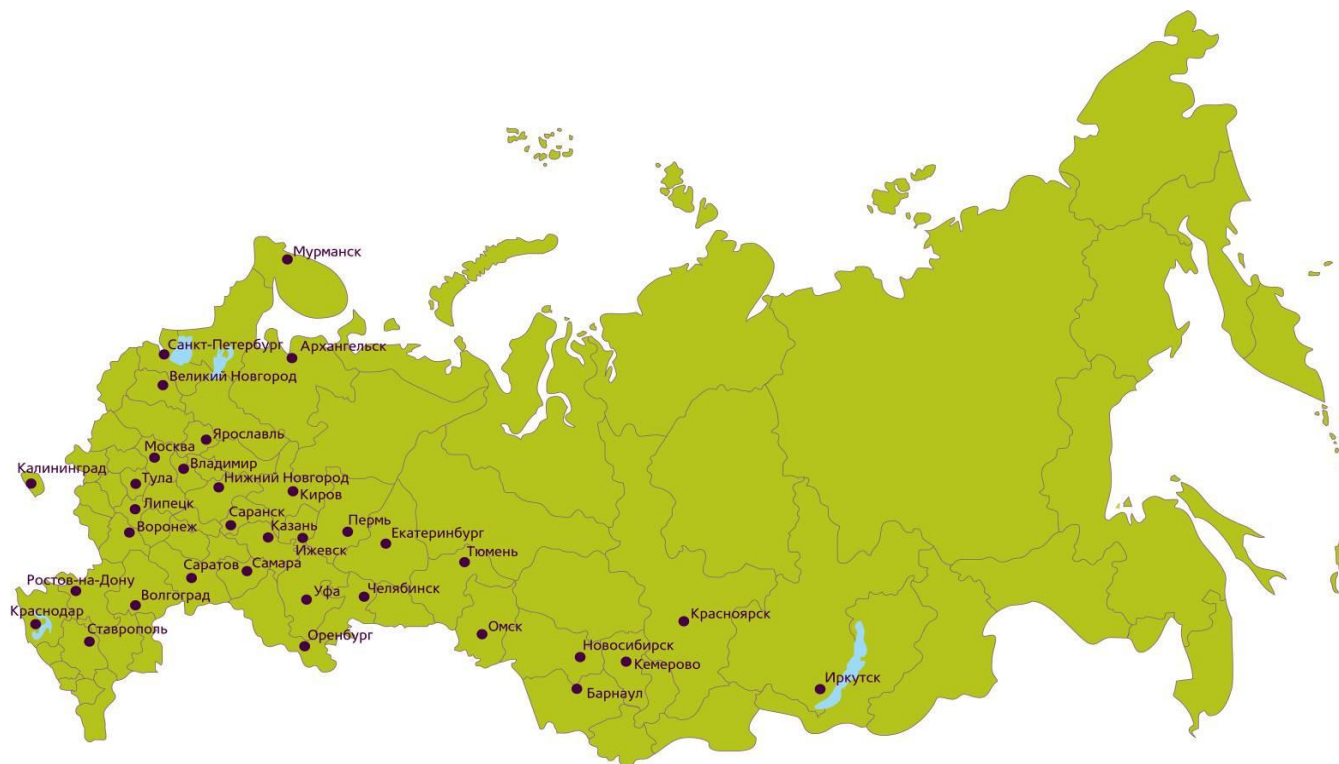 Мурманск
Санкт-Петербург
Архангельск
Великий Новгород
Ярославль
Москва
Владимир
Калининград
Тула
Нижний Новгород
Киров
Липецк
Саранск
Воронеж
Казань
Пермь
Екатеринбург
Ижевск
Тюмень
Саратов
Самара
Ростов-на-Дону
Волгоград
Уфа
Челябинск
Краснодар
Ставрополь
Оренбург
Омск
Красноярск
Новосибирск
Кемерово
Барнаул
Иркутск